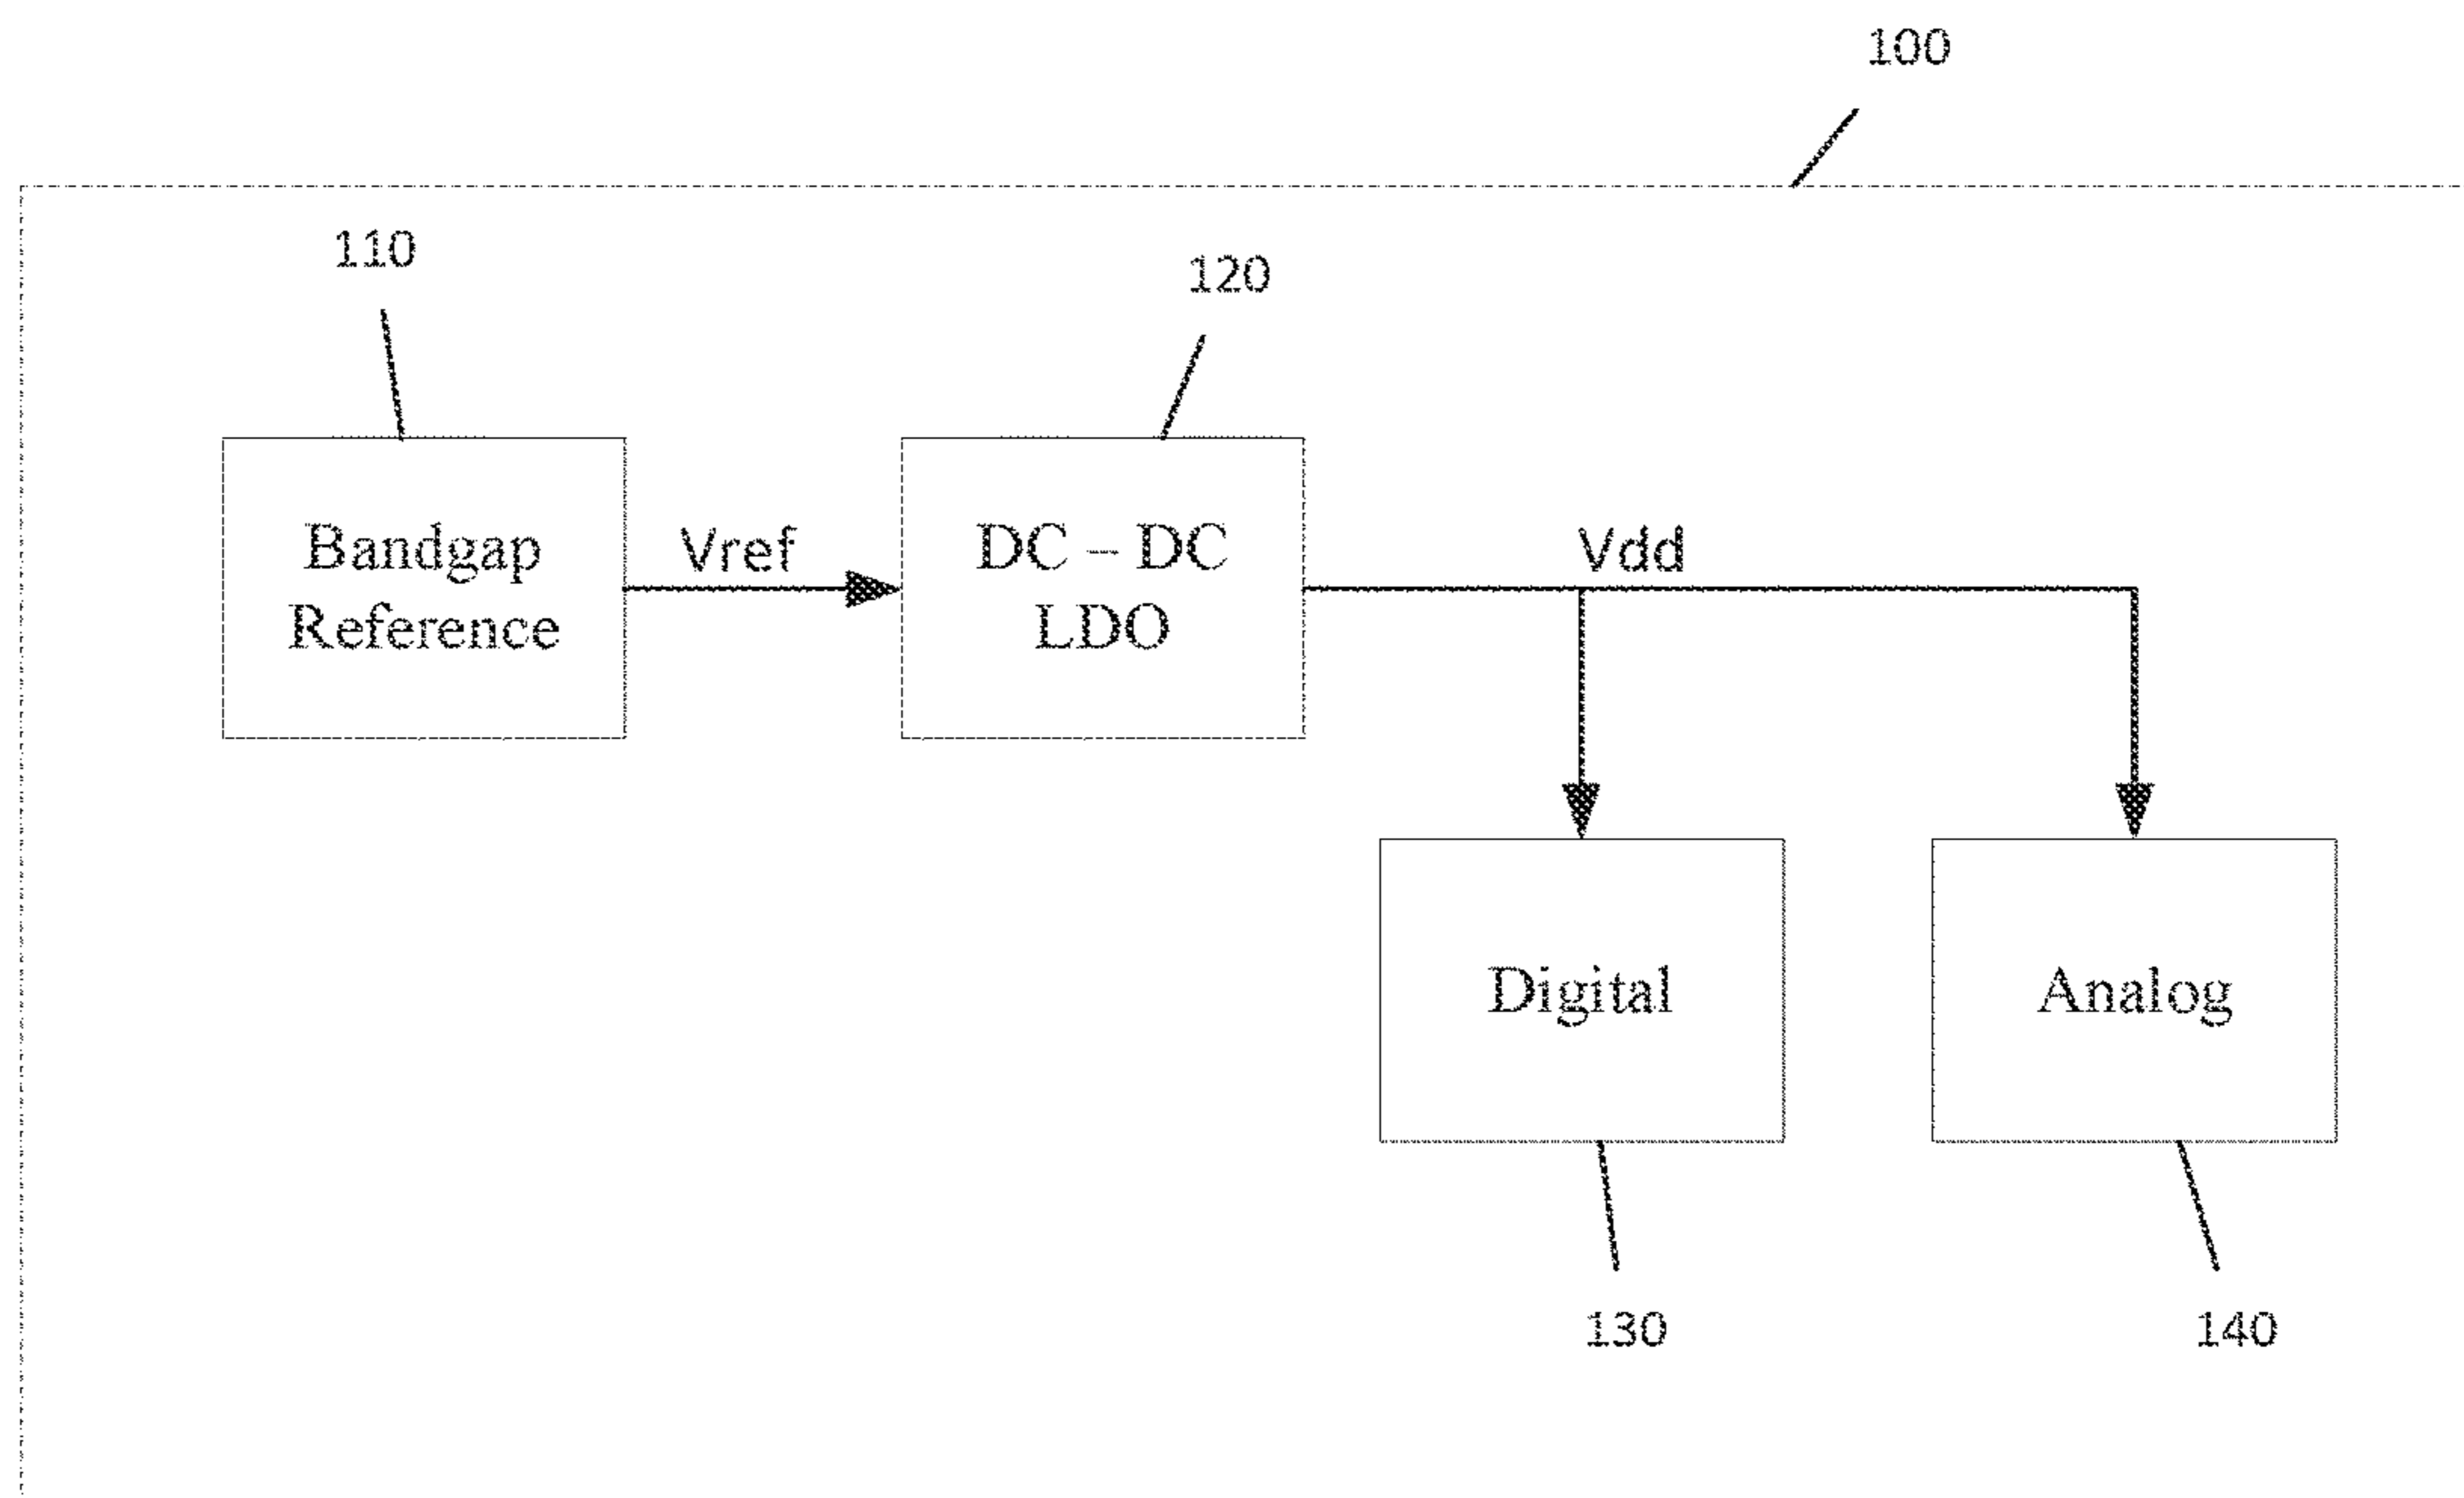 100
110
120
Bandgap
Reference
Vref
DC – DC
LDO
Vdd
Digital
Analog
130
140